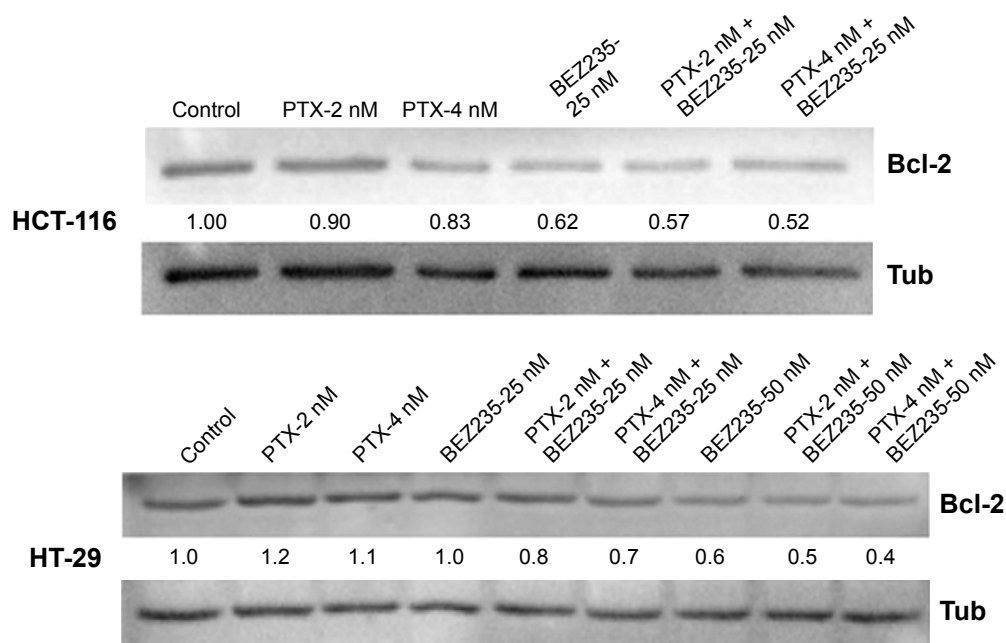 Control
PTX-2 nM
PTX-4 nM
BEZ235-
25 nM
PTX-2 nM +
BEZ235-25 nM
PTX-4 nM +
BEZ235-25 nM
Bcl-2
HCT-116
1.00 0.90 0.83 0.62 0.57 0.52
Tub
Control
PTX-2 nM
PTX-4 nM
BEZ235-25 nM
PTX-2 nM +
BEZ235-25 nM
PTX-4 nM +
BEZ235-25 nM
BEZ235-50 nM
PTX-2 nM +
BEZ235-50 nM
PTX-4 nM +
BEZ235-50 nM
Bcl-2
HT-29
1.0 1.2 1.1 1.0 0.8 0.7 0.6 0.5 0.4
Tub